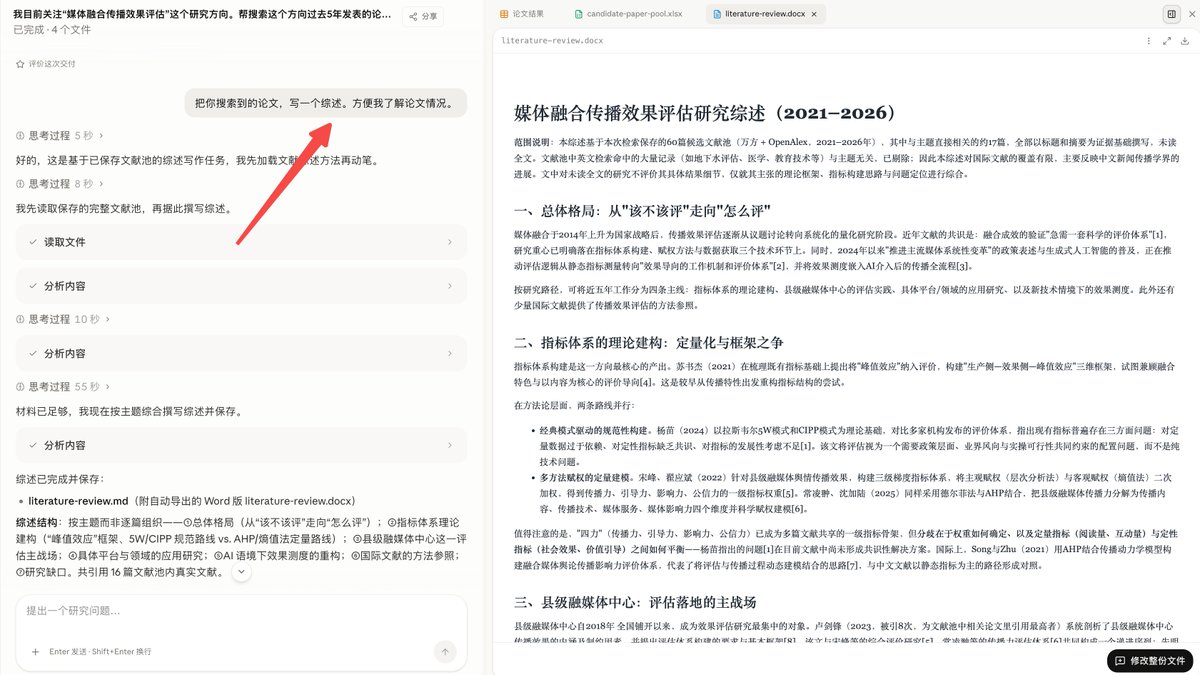 我目前关注“媒体融合传播效果评估”这个研究方向。帮搜索这个方向过去5年发表的论...
分享
已完成 · 4 个文件
评价这次交付
把你搜索到的论文，写一个综述。方便我了解论文情况。
思考过程 5 秒 ›
好的，这是基于已保存文献池的综述写作任务，我先加载文献综述方法再动笔。
思考过程 8 秒 ›
我先读取保存的完整文献池，再据此撰写综述。
读取文件
分析内容
思考过程 10 秒 ›
分析内容
思考过程 55 秒 ›
材料已足够，我现在按主题综合撰写综述并保存。
分析内容
综述已完成并保存：
• literature-review.md（附自动导出的 Word 版 literature-review.docx）
综述结构：按主题而非逐篇组织——①总体格局（从“该不该评”走向“怎么评”）；②指标体系理论
建构（“峰值效应”框架、5W/CIPP 规范路线 vs. AHP/熵值法定量路线）；③县级融媒体中心这一评
估主战场；④具体平台与领域的应用研究；⑤AI 语境下效果测度的重构；⑥国际文献的方法参照；
⑦研究缺口。共引用 16 篇文献池内真实文献。
提出一个研究问题...
Enter 发送 · Shift+Enter 换行
论文结果
candidate-paper-pool.xlsx
literature-review.docx
literature-review.docx
媒体融合传播效果评估研究综述（2021–2026）
范围说明：本综述基于本次检索保存的60篇候选文献池（万方 + OpenAlex，2021–2026年），其中与主题直接相关的约17篇，全部以标题和摘要为证据基础撰写，未读
全文。文献池中英文检索命中的大量记录（如地下水评估、医学、教育技术等）与主题无关，已剔除；因此本综述对国际文献的覆盖有限，主要反映中文新闻传播学界的
进展。文中对未读全文的研究不评价其具体结果细节，仅就其主张的理论框架、指标构建思路与问题定位进行综合。
一、总体格局：从"该不该评"走向"怎么评"
媒体融合于2014年上升为国家战略后，传播效果评估逐渐从议题讨论转向系统化的量化研究阶段。近年文献的共识是：融合成效的验证"急需一套科学的评价体系"[1]，
研究重心已明确落在指标体系构建、赋权方法与数据获取三个技术环节上。同时，2024年以来"推进主流媒体系统性变革"的政策表述与生成式人工智能的普及，正在推
动评估逻辑从静态指标测量转向"效果导向的工作机制和评价体系"[2]，并将效果测度嵌入AI介入后的传播全流程[3]。
按研究路径，可将近五年工作分为四条主线：指标体系的理论建构、县级融媒体中心的评估实践、具体平台/领域的应用研究、以及新技术情境下的效果测度。此外还有
少量国际文献提供了传播效果评估的方法参照。
二、指标体系的理论建构：定量化与框架之争
指标体系构建是这一方向最核心的产出。苏书杰（2021）在梳理既有指标基础上提出将"峰值效应"纳入评价，构建"生产侧—效果侧—峰值效应"三维框架，试图兼顾融合
特色与以内容为核心的评价导向[4]。这是较早从传播特性出发重构指标结构的尝试。
在方法论层面，两条路线并行：
• 经典模式驱动的规范性构建。杨苗（2024）以拉斯韦尔5W模式和CIPP模式为理论基础，对比多家机构发布的评价体系，指出现有指标普遍存在三方面问题：对定
量数据过于依赖、对定性指标缺乏共识、对指标的发展性考虑不足[1]。该文将评估视为一个需要政策层面、业界风向与实操可行性共同约束的配置问题，而不是纯
技术问题。
• 多方法赋权的定量建模。宋峰、翟应斌（2022）针对县级融媒体舆情传播效果，构建三级梯度指标体系，将主观赋权（层次分析法）与客观赋权（熵值法）二次
加权，得到传播力、引导力、影响力、公信力的一级指标权重[5]。常凌翀、沈加陆（2025）同样采用德尔菲法与AHP结合，把县级融媒体传播力分解为传播内
容、传播技术、媒体服务、媒体影响力四个维度并科学赋权建模[6]。
值得注意的是，"四力"（传播力、引导力、影响力、公信力）已成为多篇文献共享的一级指标骨架，但分歧在于权重如何确定、以及定量指标（阅读量、互动量）与定性
指标（社会效果、价值引导）之间如何平衡——杨苗指出的问题[1]在目前文献中尚未形成共识性解决方案。国际上，Song与Zhu（2021）用AHP结合传播动力学模型构
建融合媒体舆论传播影响力评价体系，代表了将评估与传播过程动态建模结合的思路[7]，与中文文献以静态指标为主的路径形成对照。
三、县级融媒体中心：评估落地的主战场
县级融媒体中心自2018年 全国铺开以来，成为效果评估研究最集中的对象。卢剑锋（2023，被引8次，为文献池中相关论文里引用最高者）系统剖析了县级融媒体中心
修改整份文件